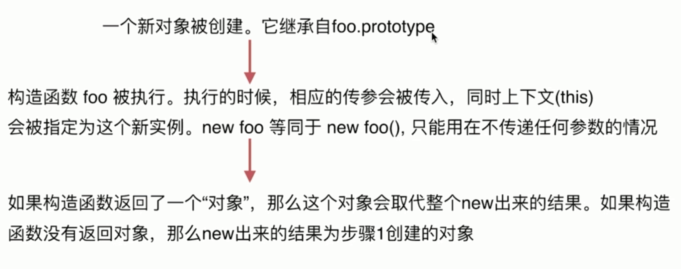 一个新对象被创建。它继承自foo.prototype
构造函数 foo 被执行。执行的时候，相应的传参会被传入，同时上下文(this)
会被指定为这个新实例。new foo 等同于 new foo(), 只能用在不传递任何参数的情况
如果构造函数返回了一个“对象”，那么这个对象会取代整个new出来的结果。如果构造
函数没有返回对象，那么new出来的结果为步骤1创建的对象